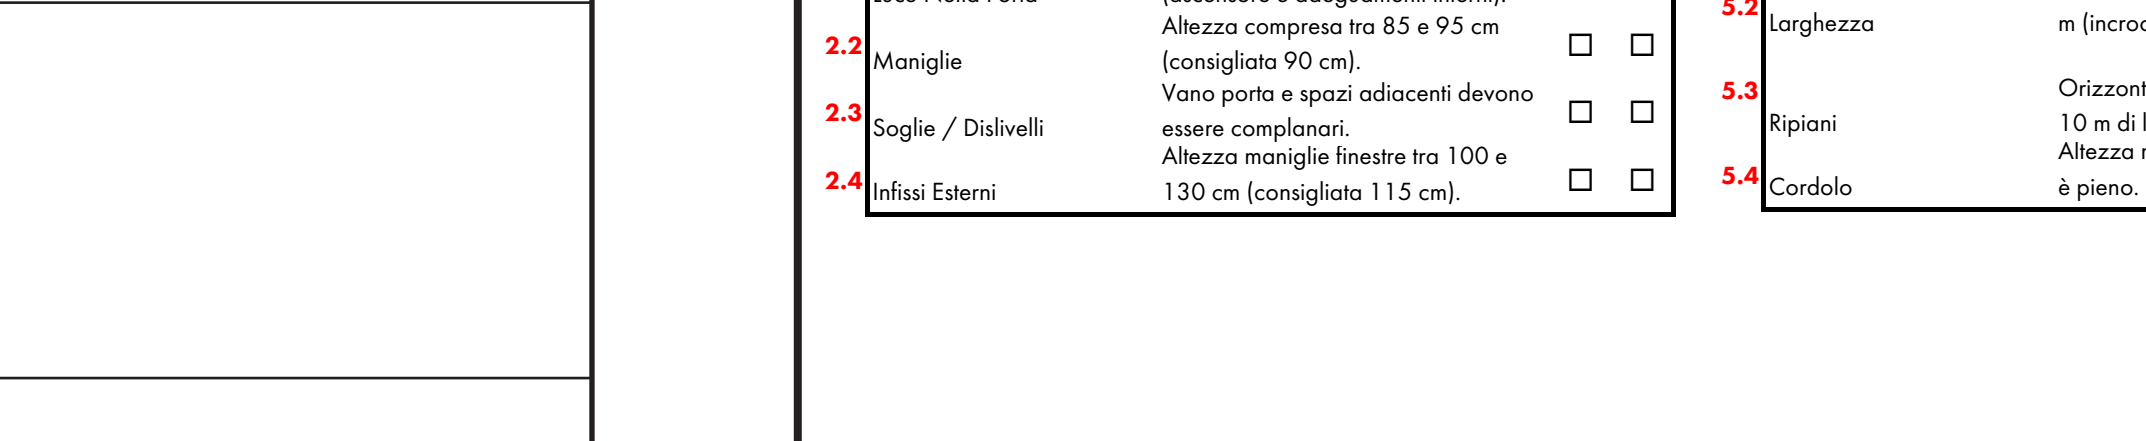 Altezza compresa tra 85 e 95 cm
2.2 Maniglie (consigliata 90 cm).
Vano porta e spazi adiacenti devono
2.3 Soglie / Dislivelli essere complanari.
Altezza maniglie finestre tra 100 e
2.4 Infissi Esterni 130 cm (consigliata 115 cm).
5.2 Larghezza m
5.3
Ripiani 10 m di
Altezza
5.4 Cordolo è pieno.